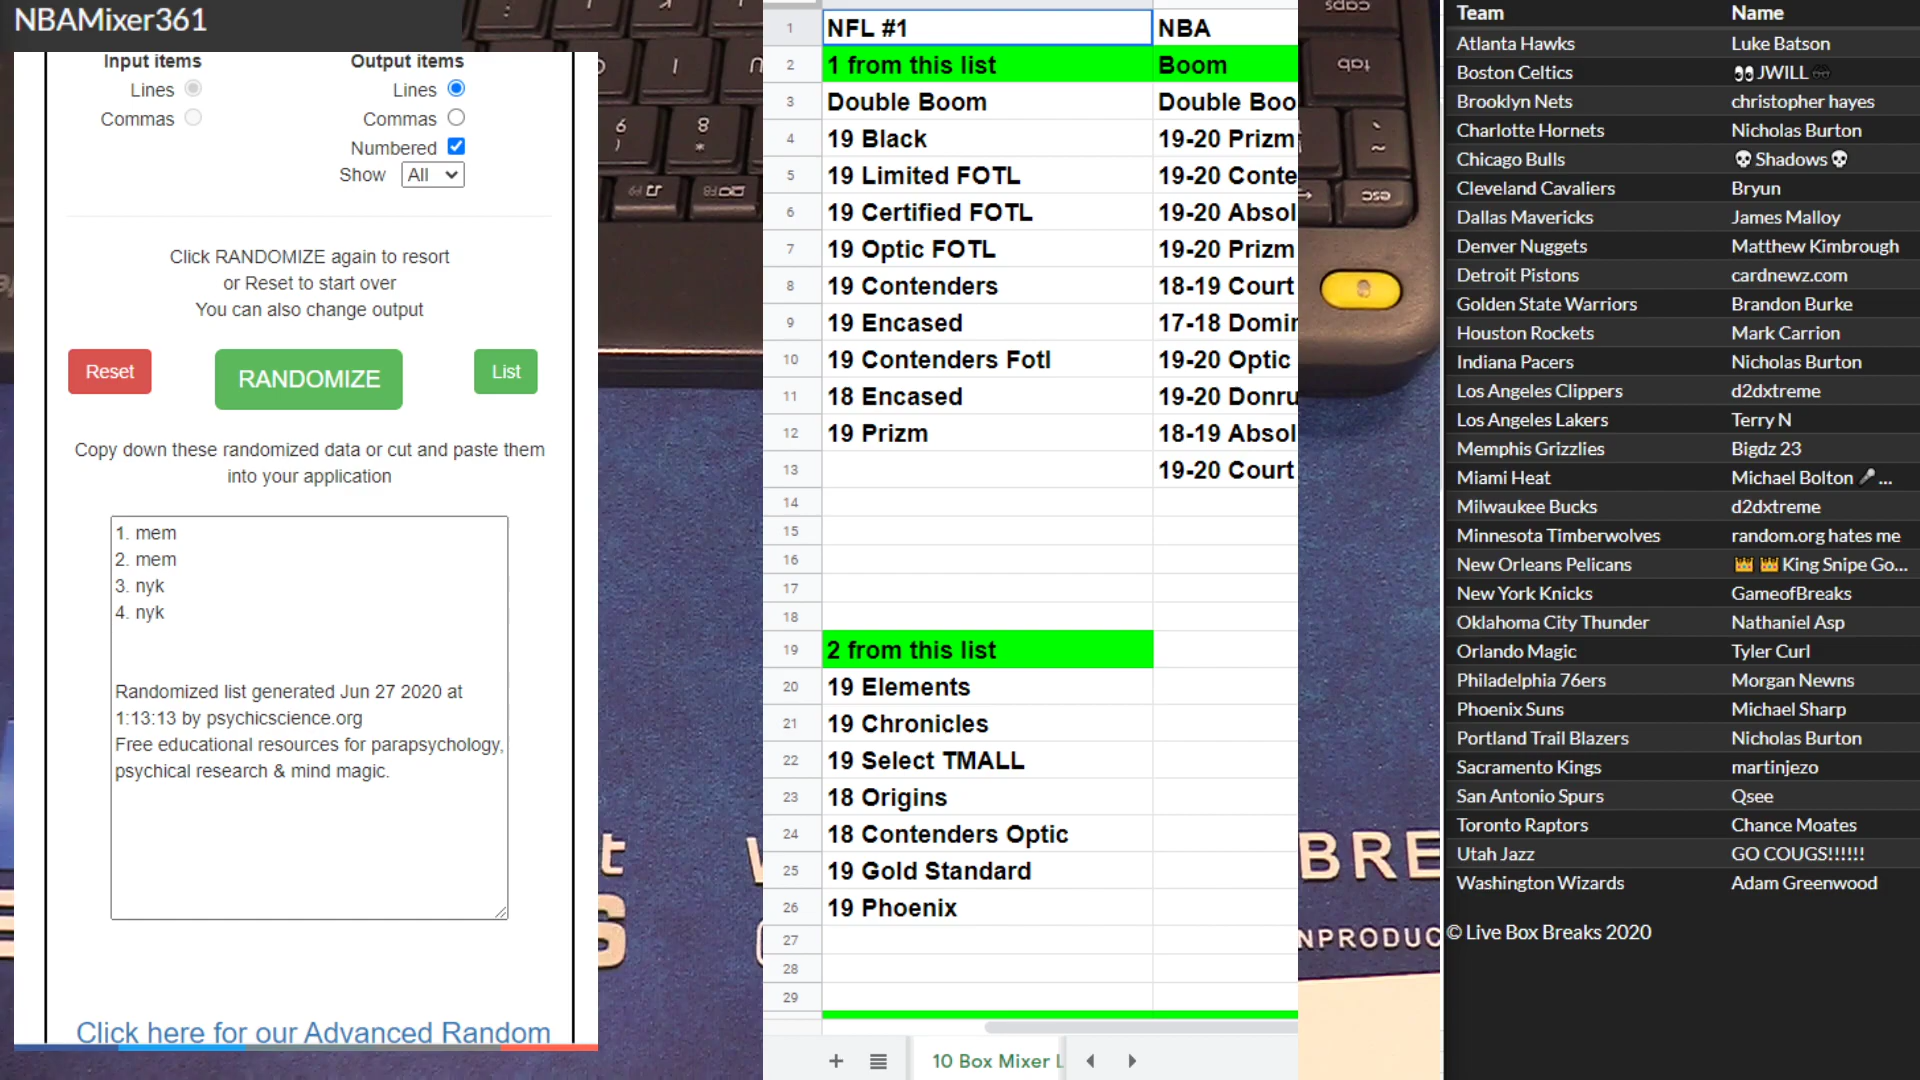 NBAMixer361
Input items
Output items
Lines
Lines
Commas
Commas
Numbered
Show
All
Click RANDOMIZE again to resort
or Reset to start over
You can also change output
Reset
RANDOMIZE
List
Copy down these randomized data or cut and paste them
into your application
1. mem
2. mem
3. nyk
4. nyk
Randomized list generated Jun 27 2020 at
1:13:13 by psychicscience.org
Free educational resources for parapsychology,
psychical research & mind magic.
Click here for our Advanced Random
1 NFL #1 NBA
2 1 from this list Boom
3 Double Boom Double Boo
4 19 Black 19-20 Prizm
5 19 Limited FOTL 19-20 Conte
6 19 Certified FOTL 19-20 Absol
7 19 Optic FOTL 19-20 Prizm
8 19 Contenders 18-19 Court
9 19 Encased 17-18 Domin
10 19 Contenders Fotl 19-20 Optic
11 18 Encased 19-20 Donru
12 19 Prizm 18-19 Absol
13 19-20 Court
14
15
16
17
18
19 2 from this list
20 19 Elements
21 19 Chronicles
22 19 Select TMALL
23 18 Origins
24 18 Contenders Optic
25 19 Gold Standard
26 19 Phoenix
27
28
29
10 Box Mixer L
caps
tab
esc
BRE
NPRODUC
Team Name
Atlanta Hawks Luke Batson
Boston Celtics 👀JWILL🕶
Brooklyn Nets christopher hayes
Charlotte Hornets Nicholas Burton
Chicago Bulls 💀Shadows💀
Cleveland Cavaliers Bryun
Dallas Mavericks James Malloy
Denver Nuggets Matthew Kimbrough
Detroit Pistons cardnewz.com
Golden State Warriors Brandon Burke
Houston Rockets Mark Carrion
Indiana Pacers Nicholas Burton
Los Angeles Clippers d2dxtreme
Los Angeles Lakers Terry N
Memphis Grizzlies Bigdz 23
Miami Heat Michael Bolton 🎤...
Milwaukee Bucks d2dxtreme
Minnesota Timberwolves random.org hates me
New Orleans Pelicans 👑👑King Snipe Go...
New York Knicks GameofBreaks
Oklahoma City Thunder Nathaniel Asp
Orlando Magic Tyler Curl
Philadelphia 76ers Morgan Newns
Phoenix Suns Michael Sharp
Portland Trail Blazers Nicholas Burton
Sacramento Kings martinjezo
San Antonio Spurs Qsee
Toronto Raptors Chance Moates
Utah Jazz GO COUGS!!!!!!
Washington Wizards Adam Greenwood
© Live Box Breaks 2020